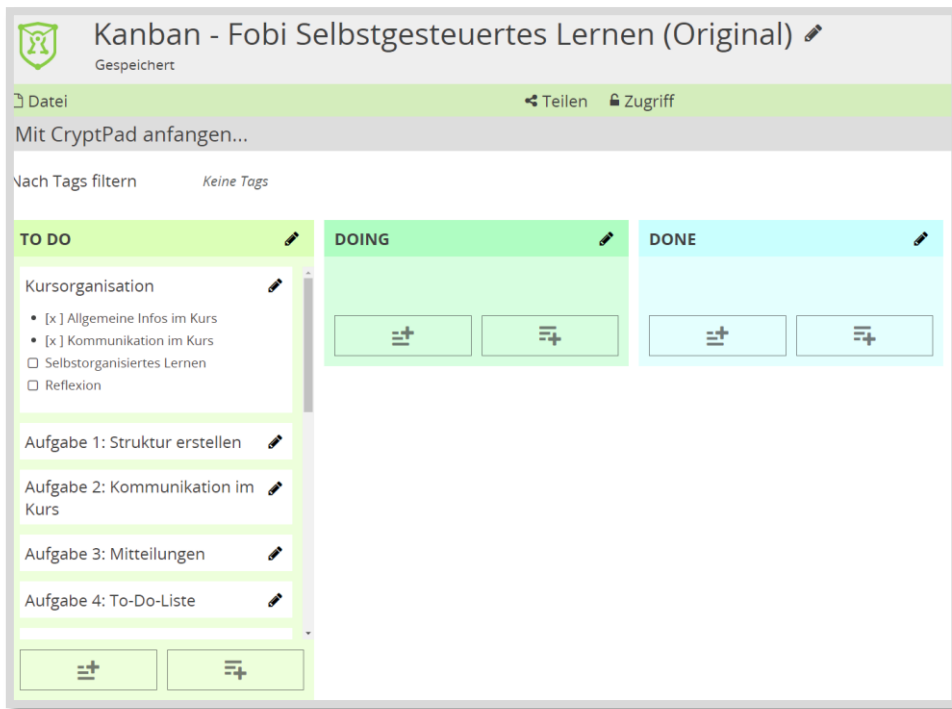 Kanban - Fobi Selbstgesteuertes Lernen (Original)
Gespeichert
Datei
Teilen
Zugriff
Mit CryptPad anfangen...
Nach Tags filtern
Keine Tags
TO DO
Kursorganisation
[x ] Allgemeine Infos im Kurs
[x ] Kommunikation im Kurs
Selbstorganisiertes Lernen
Reflexion
Aufgabe 1: Struktur erstellen
Aufgabe 2: Kommunikation im
Kurs
Aufgabe 3: Mitteilungen
Aufgabe 4: To-Do-Liste
DOING
DONE